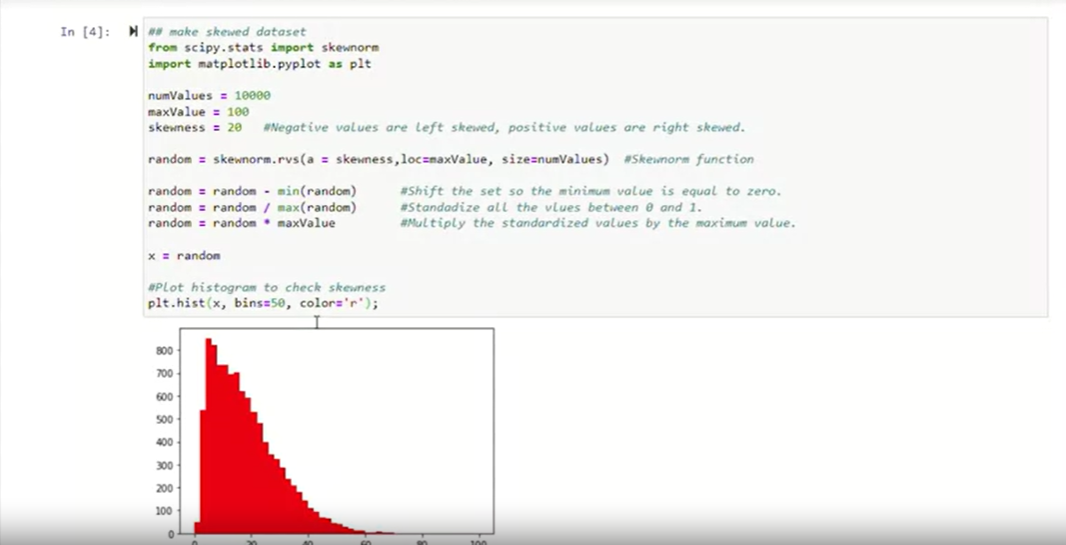 In [4]:
## make skewed dataset
from scipy.stats import skewnorm
import matplotlib.pyplot as plt
numValues = 10000
maxValue = 100
skewness = 20   #Negative values are left skewed, positive values are right skewed.
random = skewnorm.rvs(a = skewness,loc=maxValue, size=numValues)  #Skewnorm function
random = random - min(random)      #Shift the set so the minimum value is equal to zero.
random = random / max(random)      #Standadize all the vlues between 0 and 1.
random = random * maxValue         #Multiply the standardized values by the maximum value.
x = random
#Plot histogram to check skewness
plt.hist(x, bins=50, color='r');
800
700
600
500
400
300
200
100
0
0 20 40 60 80 100